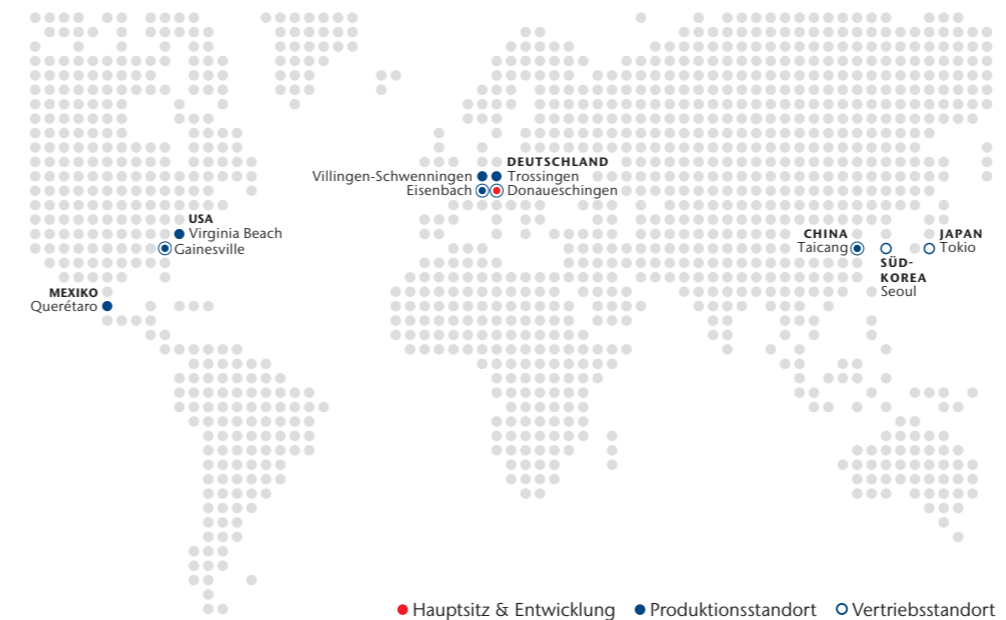 DEUTSCHLAND
Villingen-Schwenningen Trossingen
Eisenbach Donaueschingen
USA
Virginia Beach
Gainesville
MEXIKO
Querétaro
CHINA
Taicang
SÜD-
KOREA
Seoul
JAPAN
Tokio
Hauptsitz & Entwicklung Produktionsstandort Vertriebsstandort